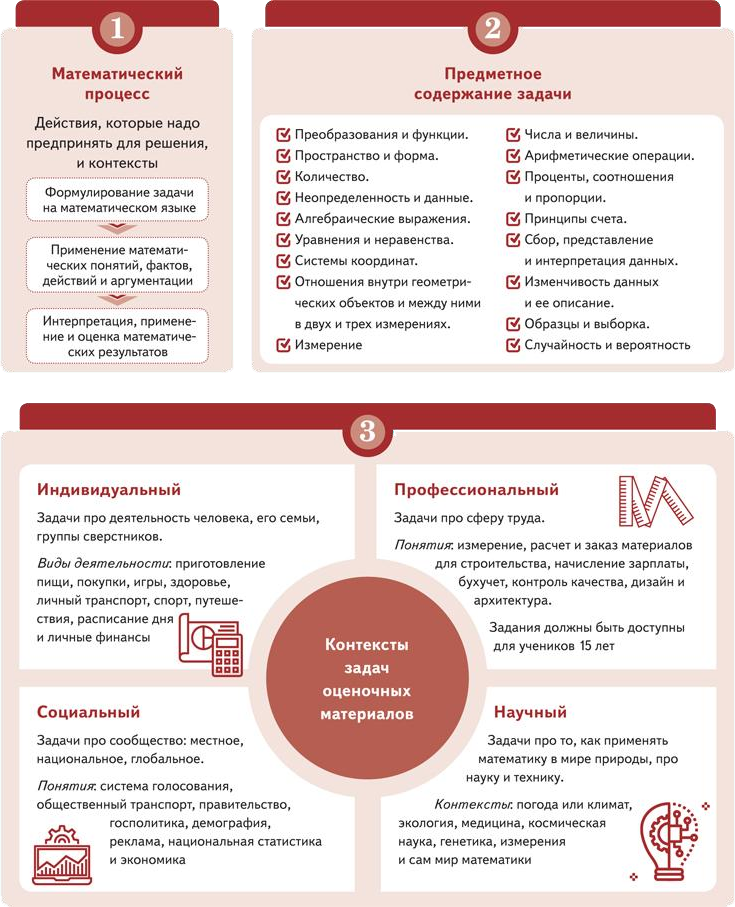 1
Математический
процесс
Действия, которые надо
предпринять для решения,
и контексты
Формулирование задачи
на математическом языке
Применение математи-
ческих понятий, фактов,
действий и аргументации
Интерпретация, примене-
ние и оценка математиче-
ских результатов
2
Предметное
содержание задачи
Преобразования и функции.
Пространство и форма.
Количество.
Неопределенность и данные.
Алгебраические выражения.
Уравнения и неравенства.
Системы координат.
Отношения внутри геометри-
ческих объектов и между ними
в двух и трех измерениях.
Измерение
Числа и величины.
Арифметические операции.
Проценты, соотношения
и пропорции.
Принципы счета.
Сбор, представление
и интерпретация данных.
Изменчивость данных
и ее описание.
Образцы и выборка.
Случайность и вероятность
3
Индивидуальный
Задачи про деятельность человека, его семьи,
группы сверстников.
Виды деятельности: приготовление
пищи, покупки, игры, здоровье,
личный транспорт, спорт, путеше-
ствия, расписание дня
и личные финансы
Профессиональный
Задачи про сферу труда.
Понятия: измерение, расчет и заказ материалов
для строительства, начисление зарплаты,
бухучет, контроль качества, дизайн и
архитектура.
Задания должны быть доступны
для учеников 15 лет
Контексты
задач
оценочных
материалов
Социальный
Задачи про сообщество: местное,
национальное, глобальное.
Понятия: система голосования,
общественный транспорт, правительство,
госполитика, демография,
реклама, национальная статистика
и экономика
Научный
Задачи про то, как применять
математику в мире природы, про
науку и технику.
Контексты: погода или климат,
экология, медицина, космическая
наука, генетика, измерения
и сам мир математики